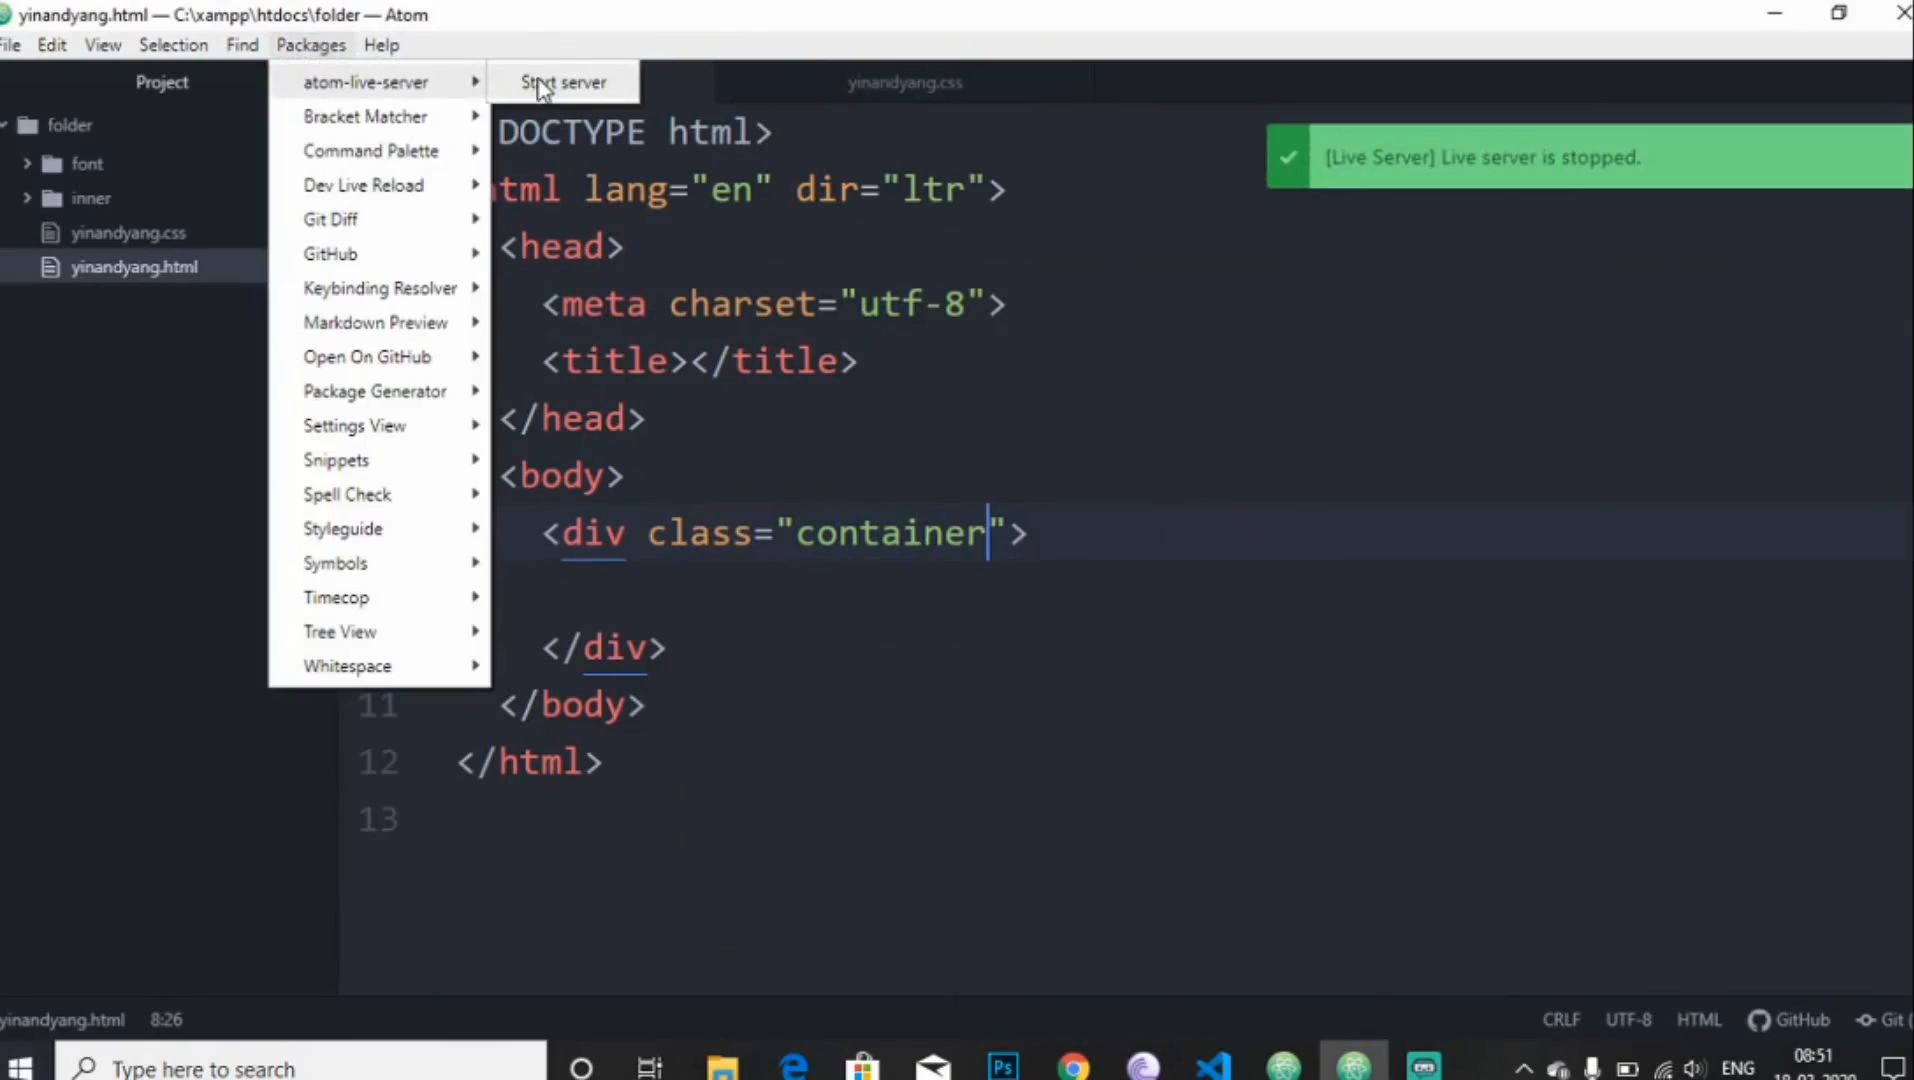 yinandyang.html — C:\xampp\htdocs\folder — Atom
File Edit View Selection Find Packages Help
Project
atom-live-server
Start server
yinandyang.css
folder
font
inner
yinandyang.css
yinandyang.html
Bracket Matcher
Command Palette
Dev Live Reload
Git Diff
GitHub
Keybinding Resolver
Markdown Preview
Open On GitHub
Package Generator
Settings View
Snippets
Spell Check
Styleguide
Symbols
Timecop
Tree View
Whitespace
DOCTYPE html>
html lang="en" dir="ltr">
<head>
<meta charset="utf-8">
<title></title>
</head>
<body>
<div class="container">
</div>
11 </body>
12 </html>
13
[Live Server] Live server is stopped.
yinandyang.html 8:26
CRLF UTF-8 HTML GitHub Git (
Type here to search
Ps
ENG
08:51